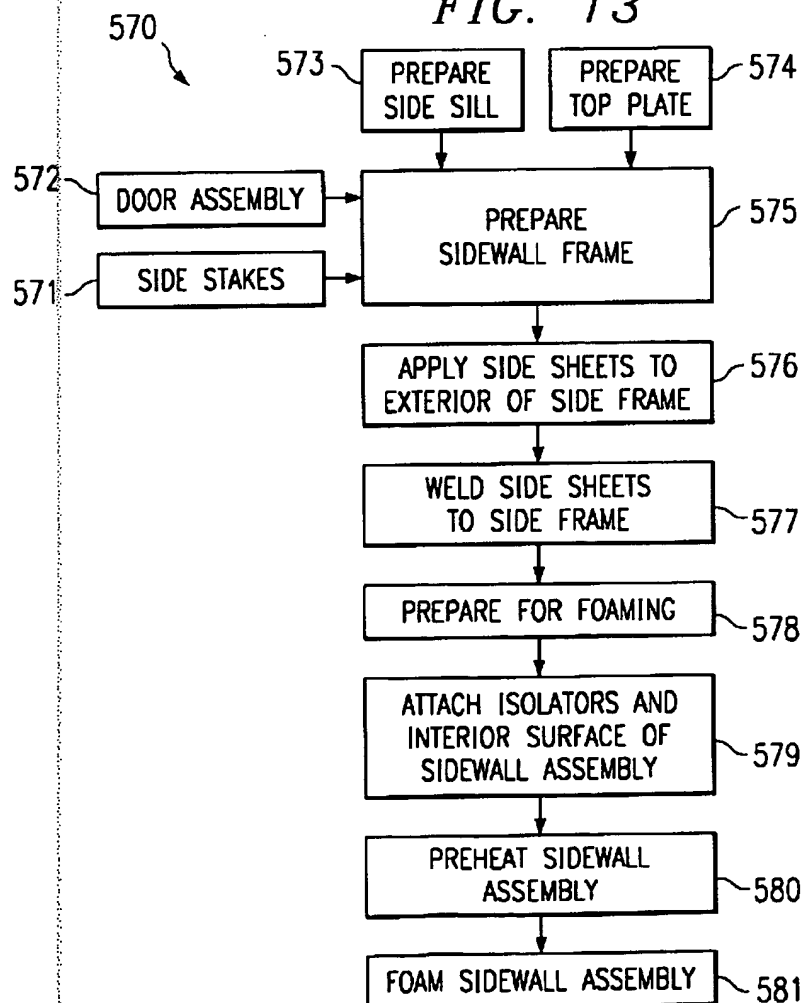 FIG. 13
570
573
PREPARE
SIDE SILL
PREPARE
TOP PLATE
574
572
DOOR ASSEMBLY
PREPARE
SIDEWALL FRAME
575
571
SIDE STAKES
APPLY SIDE SHEETS TO
EXTERIOR OF SIDE FRAME
576
WELD SIDE SHEETS
TO SIDE FRAME
577
PREPARE FOR FOAMING
578
ATTACH ISOLATORS AND
INTERIOR SURFACE OF
SIDEWALL ASSEMBLY
579
PREHEAT SIDEWALL
ASSEMBLY
580
FOAM SIDEWALL ASSEMBLY
581